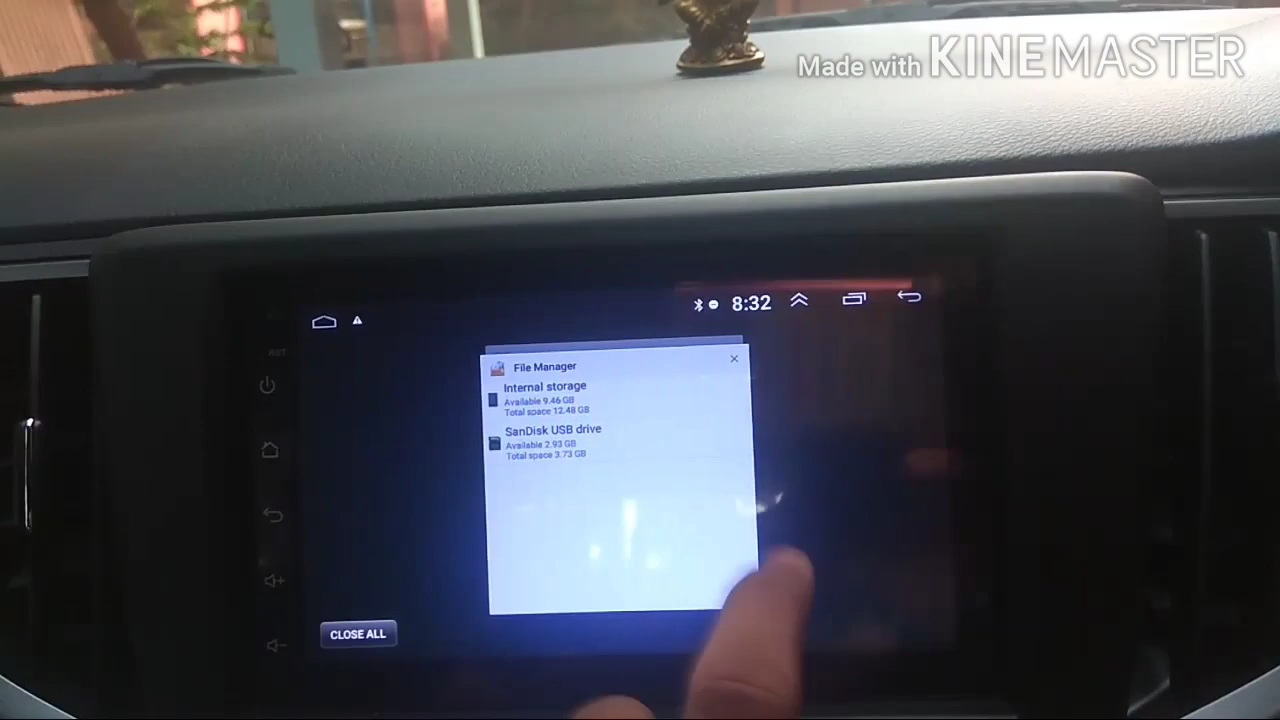 Made with KINEMASTER
8:32
RST
File Manager
Internal storage
Available 9.46 GB
Total space 12.48 GB
SanDisk USB drive
Available 2.93 GB
Total space 3.73 GB
CLOSE ALL